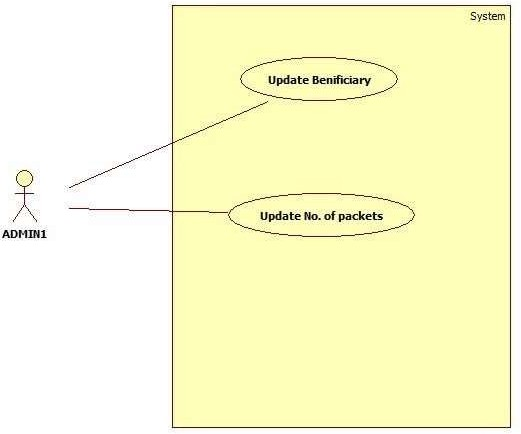 System
Update Benificiary
Update No. of packets
ADMIN1